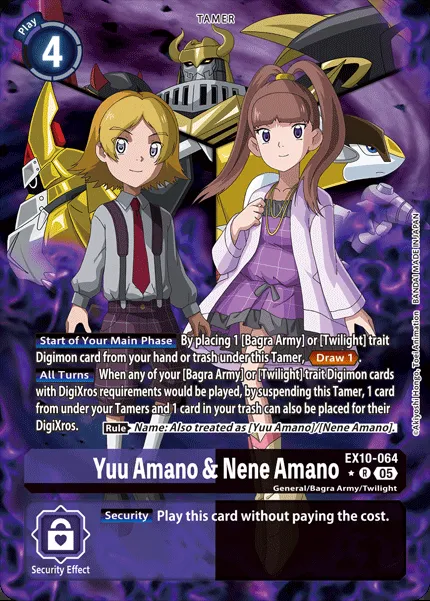 TAMER
Play
4
Start of Your Main Phase By placing 1 [Bagra Army] or [Twilight] trait
Digimon card from your hand or trash under this Tamer, Draw 1.
All Turns When any of your [Bagra Army] or [Twilight] trait Digimon cards
with DigiXros requirements would be played, by suspending this Tamer, 1 card
from under your Tamers and 1 card in your trash can also be placed for their
DigiXros.
Rule Name: Also treated as [Yuu Amano]/[Nene Amano].
©Akiyoshi Hongo, Toei Animation BANDAI MADE IN JAPAN
Yuu Amano & Nene Amano
EX10-064
★ R 05
General/Bagra Army/Twilight
Security Play this card without paying the cost.
Security Effect